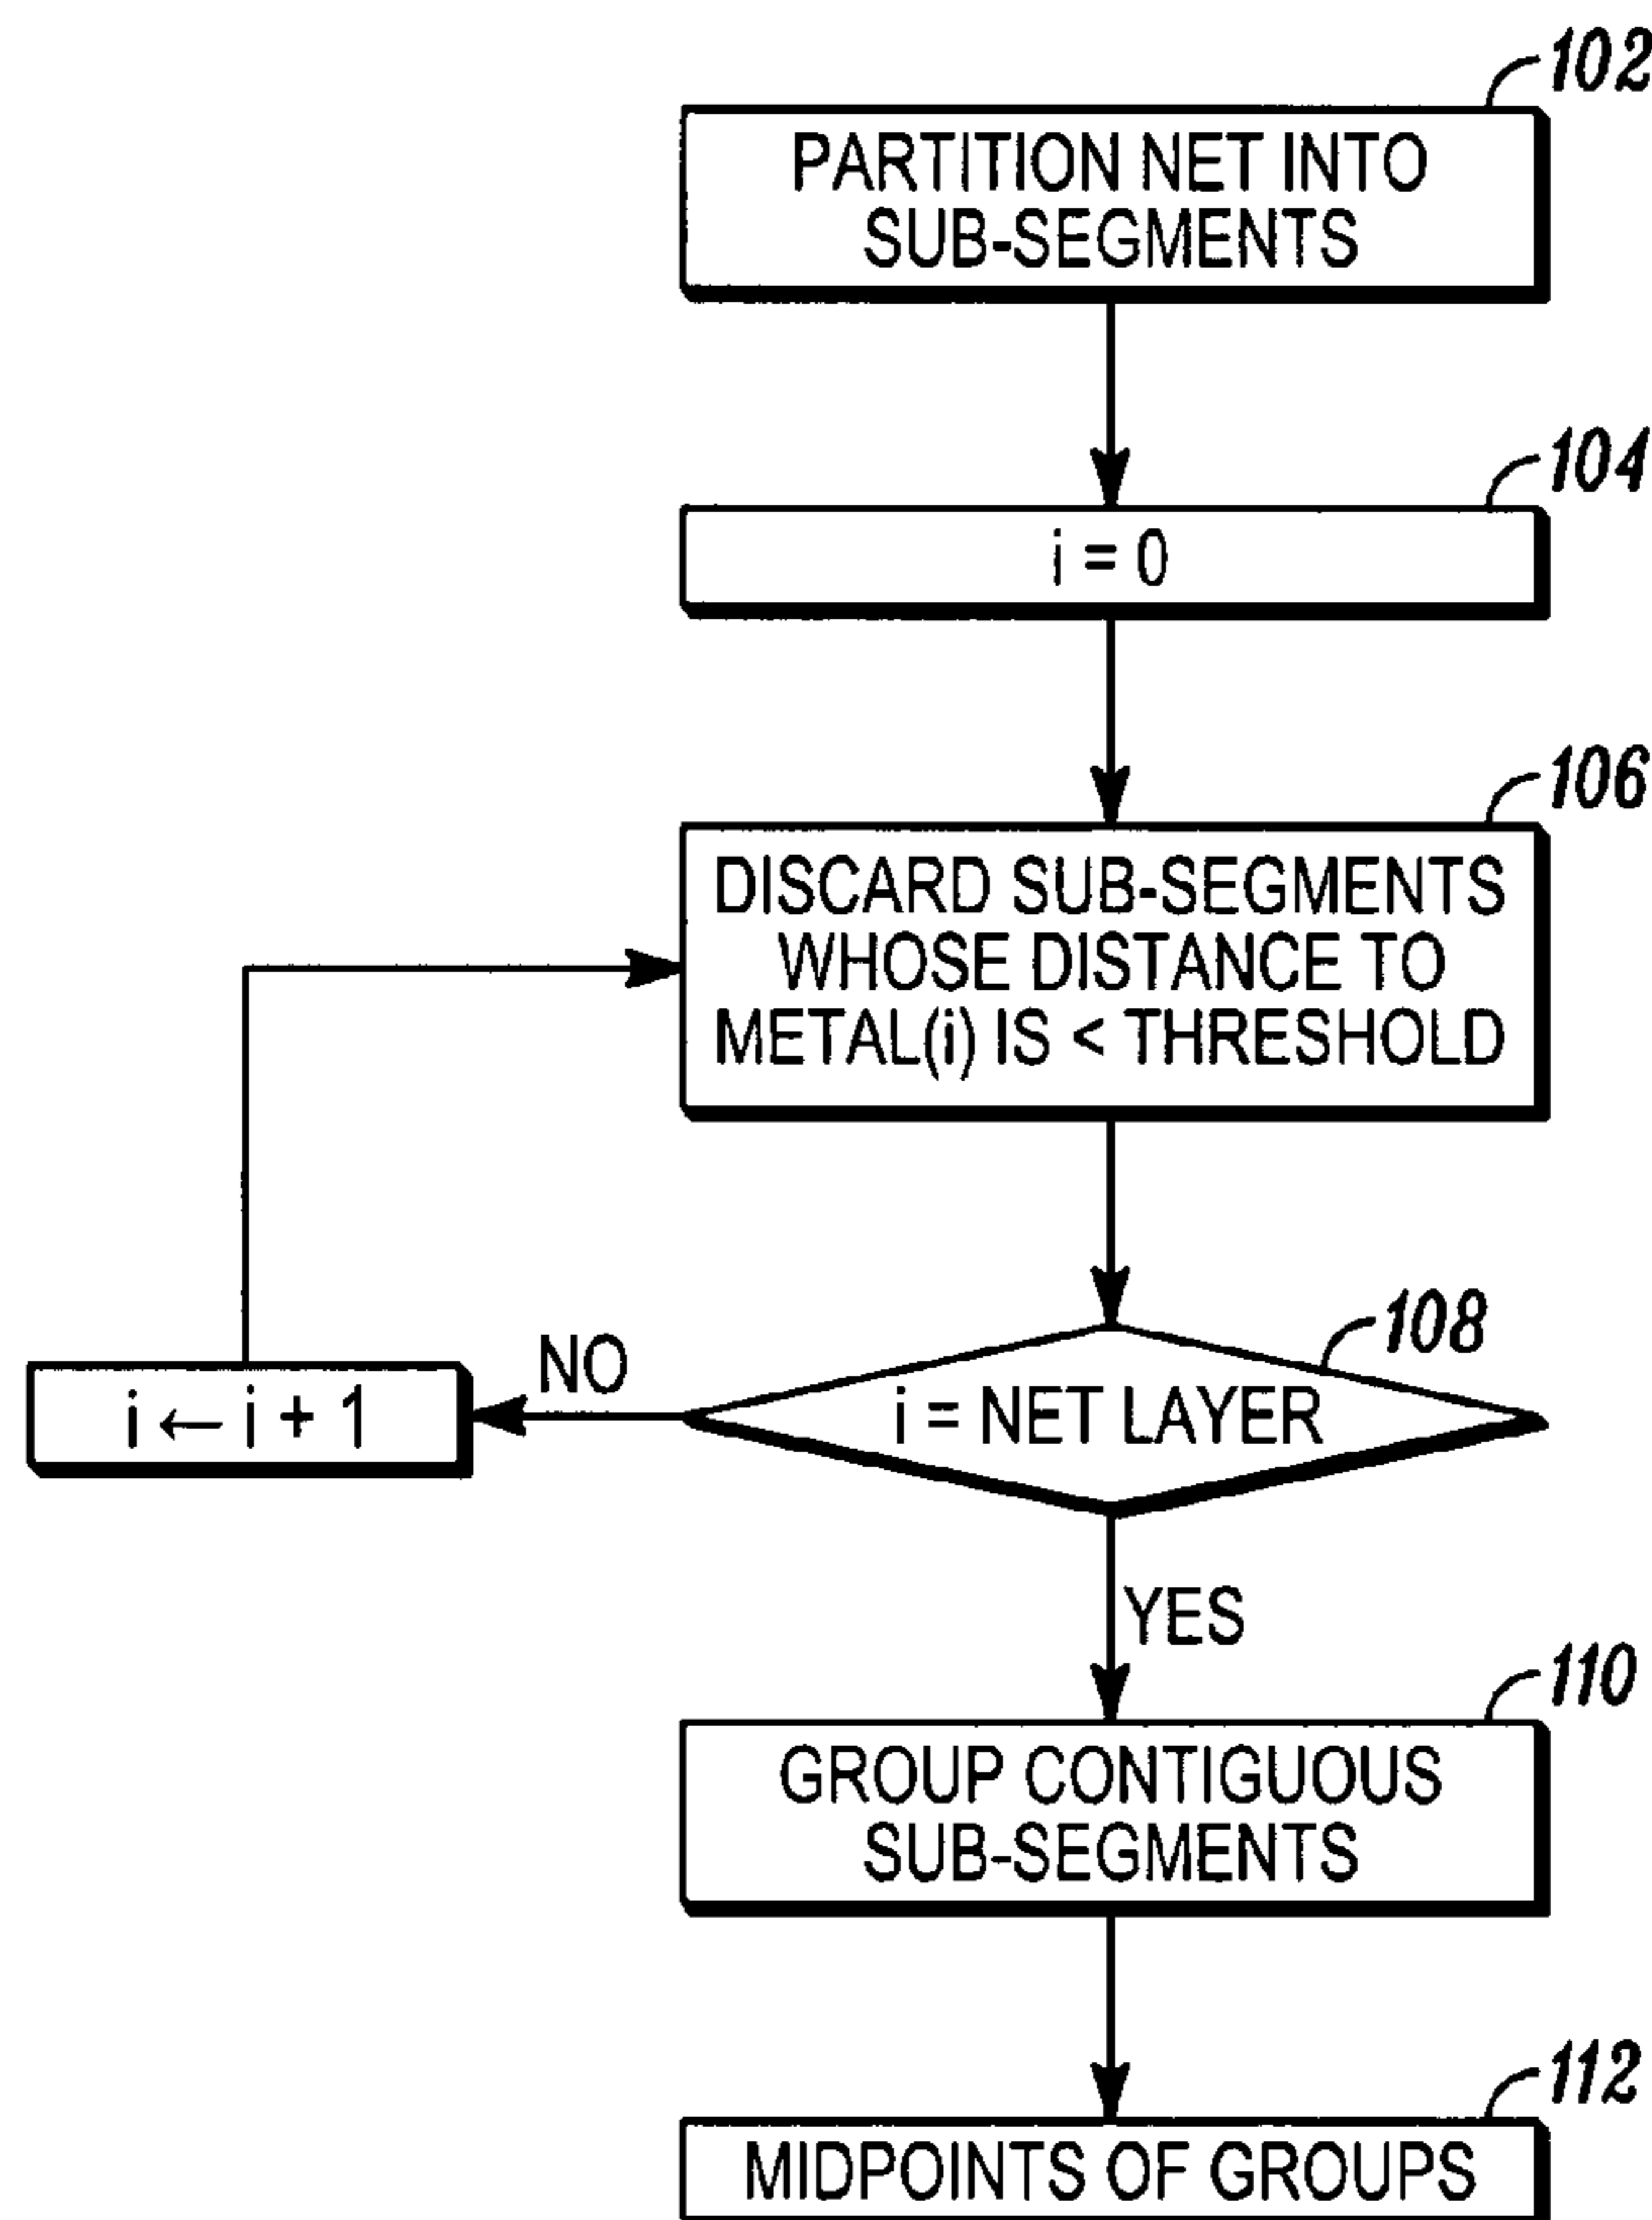 102
PARTITION NET INTO
SUB-SEGMENTS
104
i = 0
106
DISCARD SUB-SEGMENTS
WHOSE DISTANCE TO
METAL(i) IS < THRESHOLD
108
i = NET LAYER
NO
i ← i + 1
YES
110
GROUP CONTIGUOUS
SUB-SEGMENTS
112
MIDPOINTS OF GROUPS